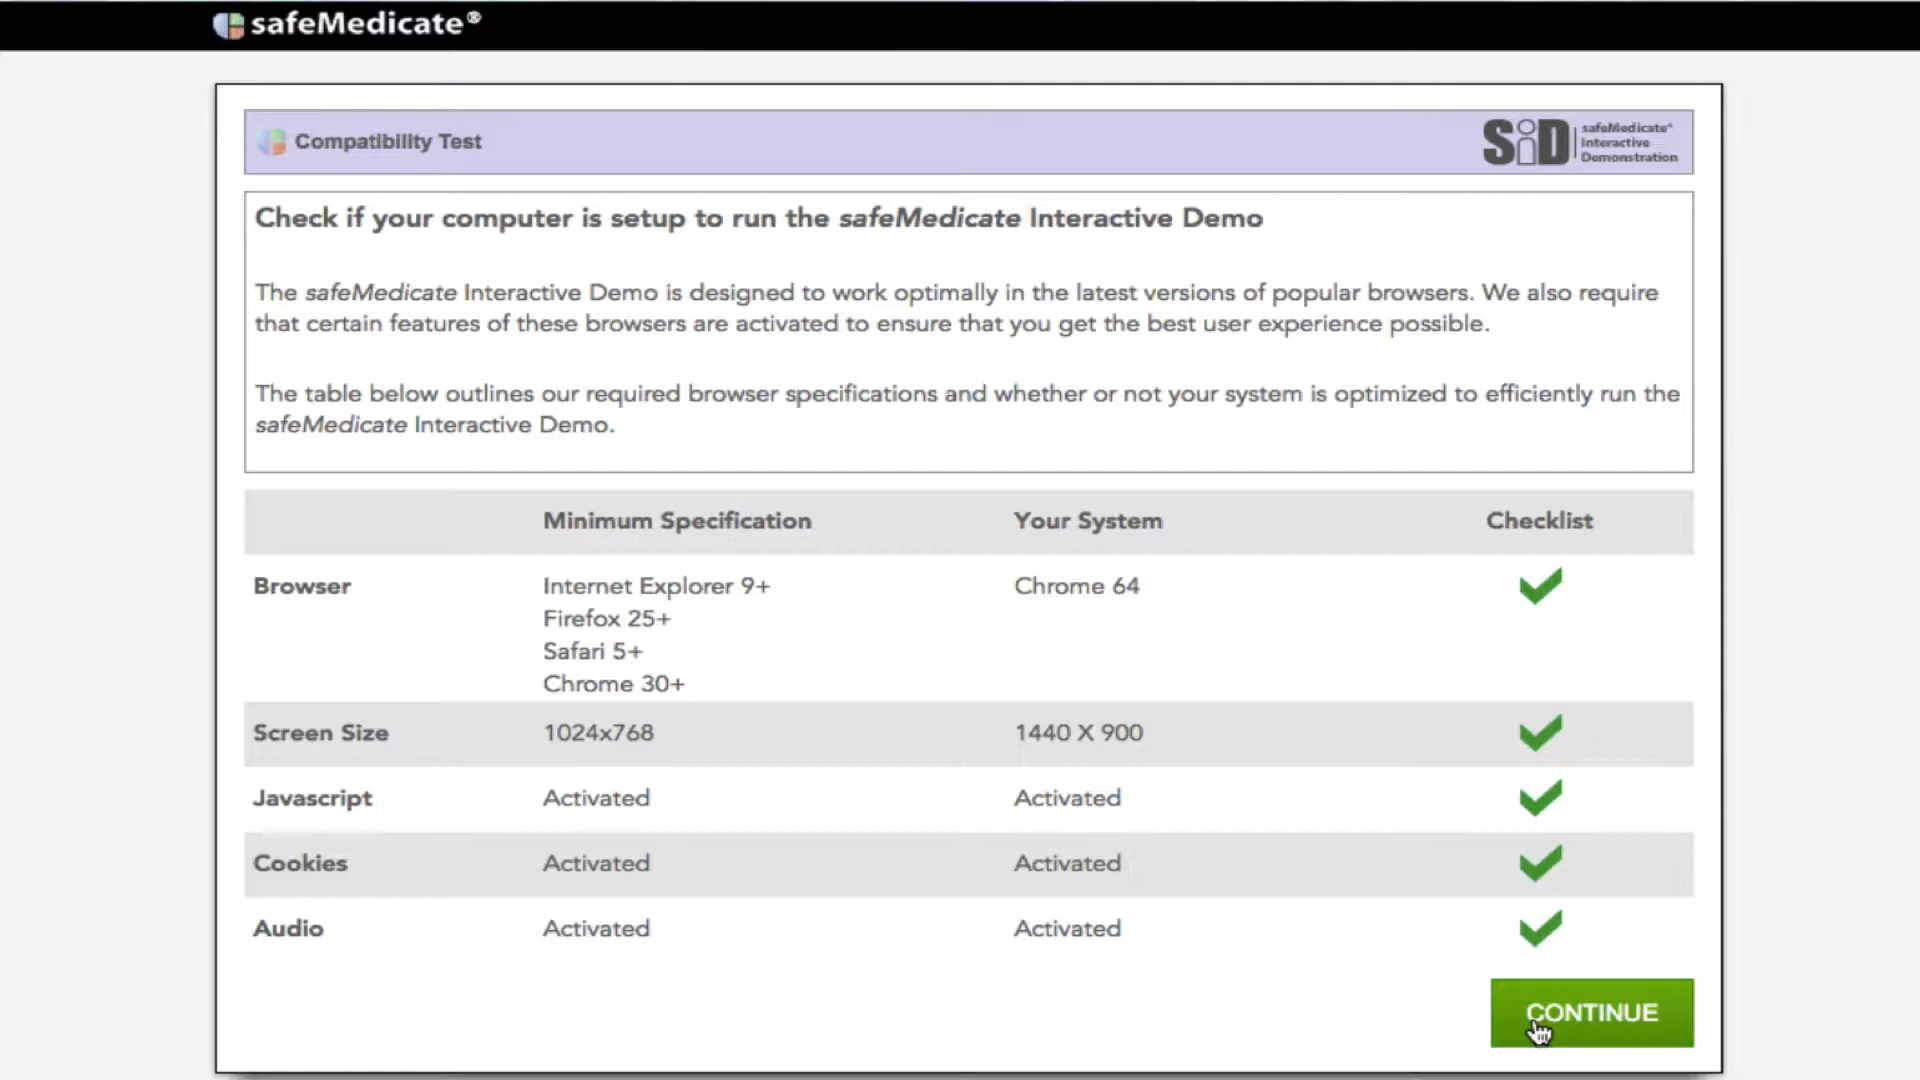 safeMedicate®
Compatibility Test
SiD
safeMedicate®
Interactive
Demonstration
Check if your computer is setup to run the safeMedicate Interactive Demo
The safeMedicate Interactive Demo is designed to work optimally in the latest versions of popular browsers. We also require
that certain features of these browsers are activated to ensure that you get the best user experience possible.
The table below outlines our required browser specifications and whether or not your system is optimized to efficiently run the
safeMedicate Interactive Demo.
Minimum Specification Your System Checklist
Browser Internet Explorer 9+ Chrome 64
Firefox 25+
Safari 5+
Chrome 30+
Screen Size 1024x768 1440 X 900
Javascript Activated Activated
Cookies Activated Activated
Audio Activated Activated
CONTINUE